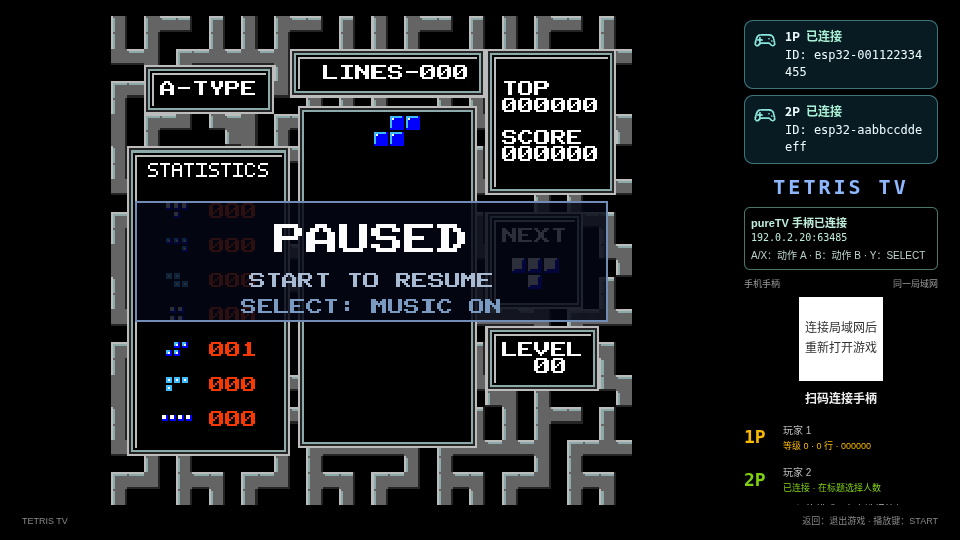 A-TYPE
LINES-000
TOP
000000
SCORE
000000
STATISTICS
000
000
000
000
001
000
000
PAUSED
START TO RESUME
SELECT: MUSIC ON
NEXT
LEVEL
00
1P 已连接
ID: esp32-001122334
455
2P 已连接
ID: esp32-aabbccdde
eff
TETRIS TV
pureTV 手柄已连接
192.0.2.20:63485
A/X: 动作 A · B: 动作 B · Y: SELECT
手机手柄
同一局域网
连接局域网后
重新打开游戏
扫码连接手柄
1P
玩家 1
等级 0 · 0 行 · 000000
2P
玩家 2
已连接 · 在标题选择人数
TETRIS TV
返回: 退出游戏 · 播放键: START